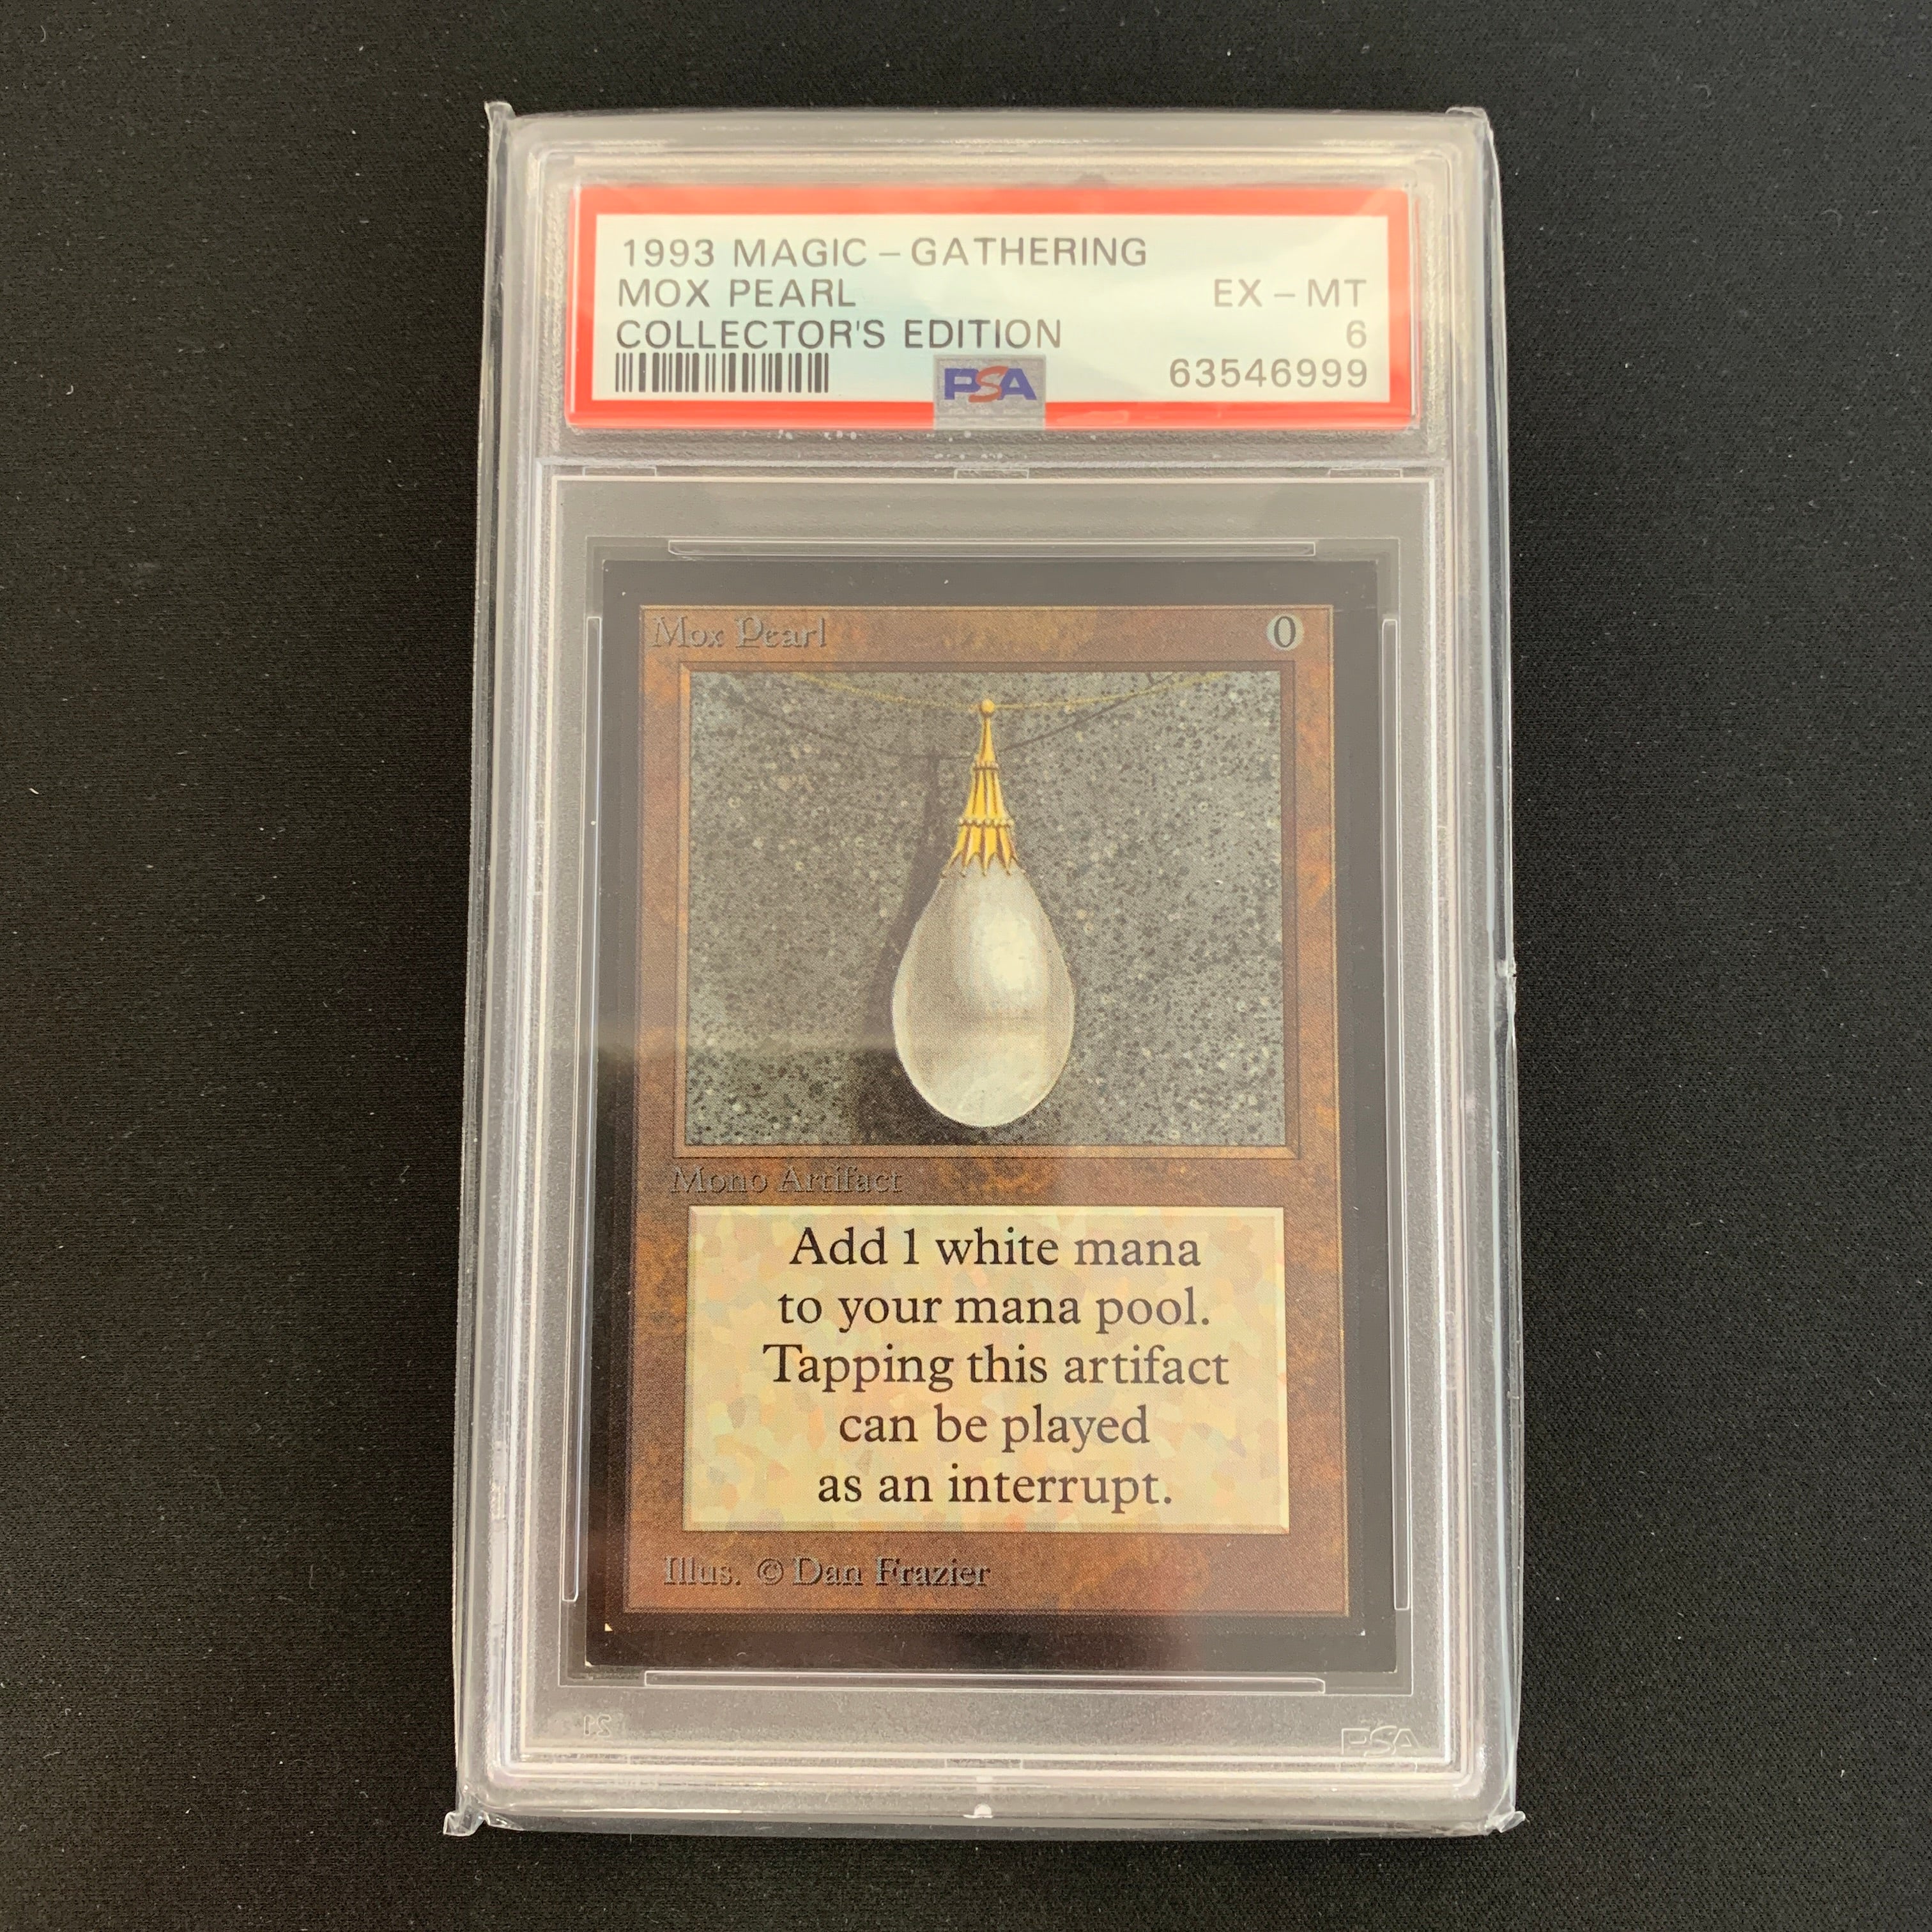 1993 MAGIC – GATHERING
MOX PEARL EX – MT
COLLECTOR'S EDITION 6
PSA 63546999
Mox Pearl 0
Mono Artifact
Add 1 white mana
to your mana pool.
Tapping this artifact
can be played
as an interrupt.
Illus. © Dan Frazier
PSA